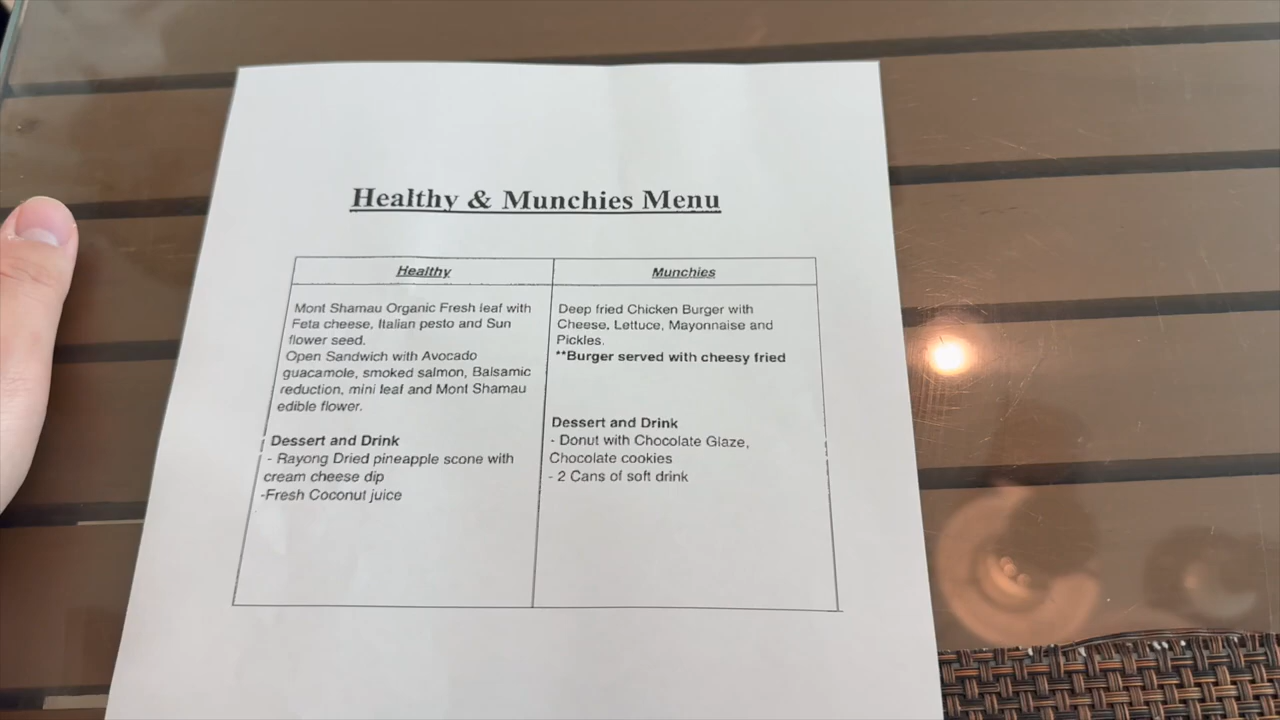 Healthy & Munchies Menu
Healthy
Mont Shamau Organic Fresh leaf with
Feta cheese, Italian pesto and Sun
flower seed.
Open Sandwich with Avocado
guacamole, smoked salmon, Balsamic
reduction, mini leaf and Mont Shamau
edible flower.
Dessert and Drink
- Rayong Dried pineapple scone with
cream cheese dip
-Fresh Coconut juice
Munchies
Deep fried Chicken Burger with
Cheese, Lettuce, Mayonnaise and
Pickles.
**Burger served with cheesy fried
Dessert and Drink
- Donut with Chocolate Glaze,
Chocolate cookies
- 2 Cans of soft drink